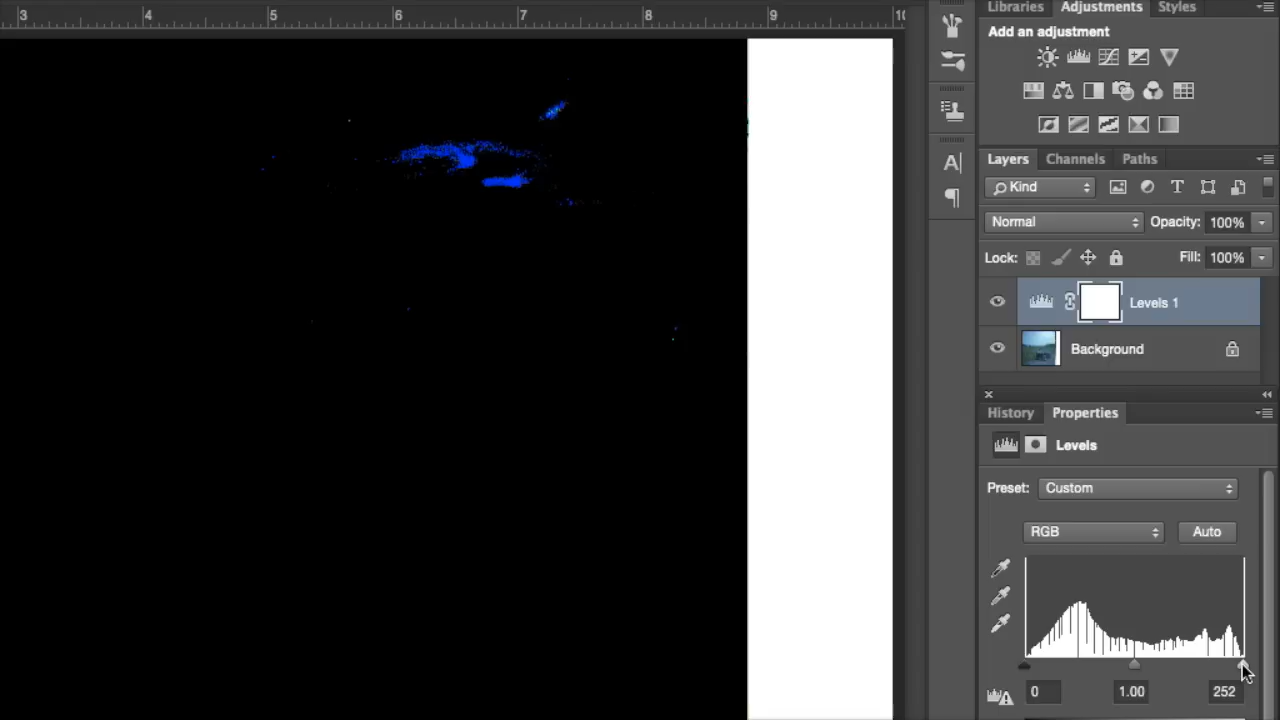 3 4 5 6 7 8 9 10
Libraries Adjustments Styles
Add an adjustment
Layers Channels Paths
Kind
Normal Opacity: 100%
Lock: Fill: 100%
Levels 1
Background
History Properties
Levels
Preset: Custom
RGB Auto
0 1.00 252